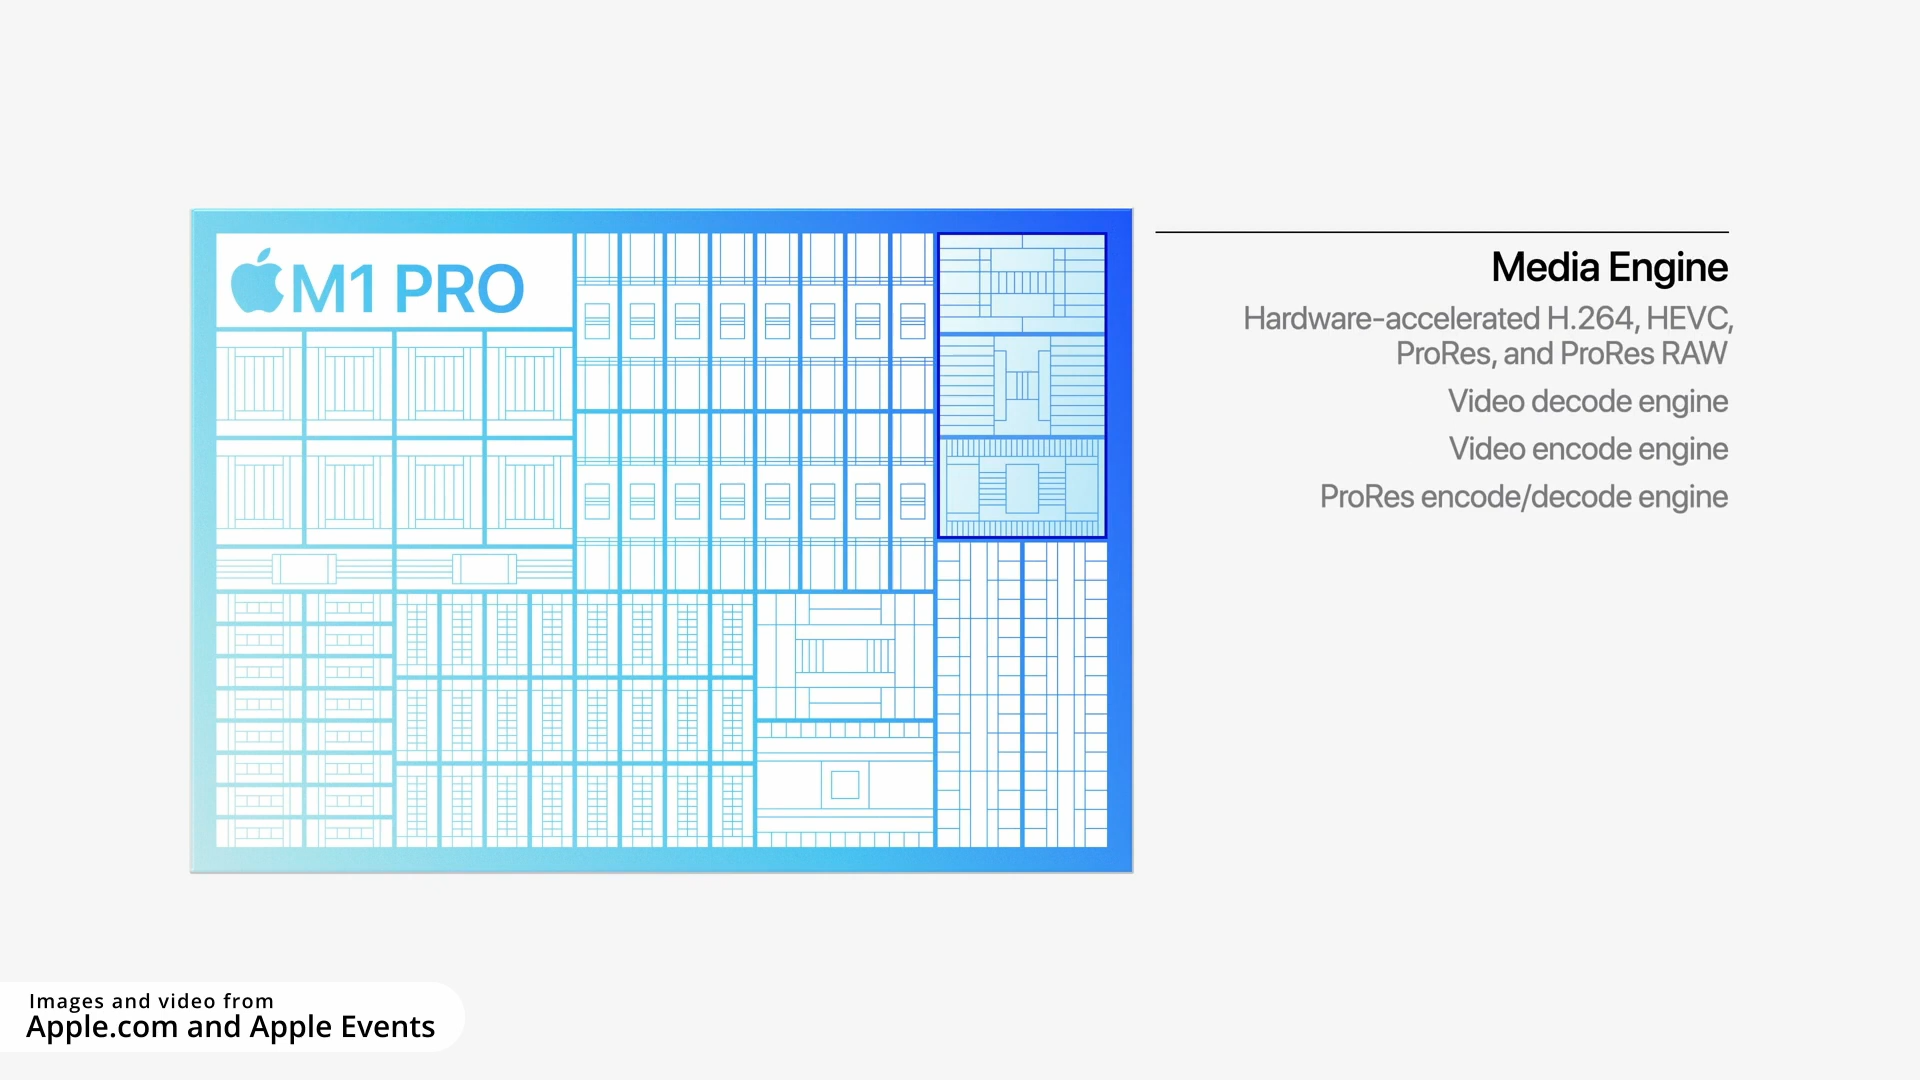 M1 PRO
Media Engine
Hardware-accelerated H.264, HEVC,
ProRes, and ProRes RAW
Video decode engine
Video encode engine
ProRes encode/decode engine
Images and video from
Apple.com and Apple Events